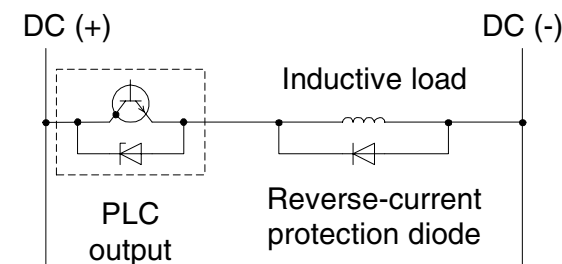 DC (+)
DC (-)
Inductive load
PLC
output
Reverse-current
protection diode